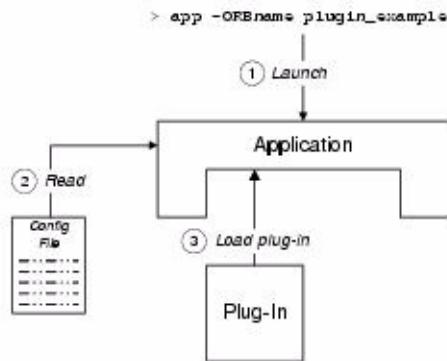 > app -ORBname plugin_example
1 Launch
Application
2 Read
Config
File
3 Load plug-in
Plug-In